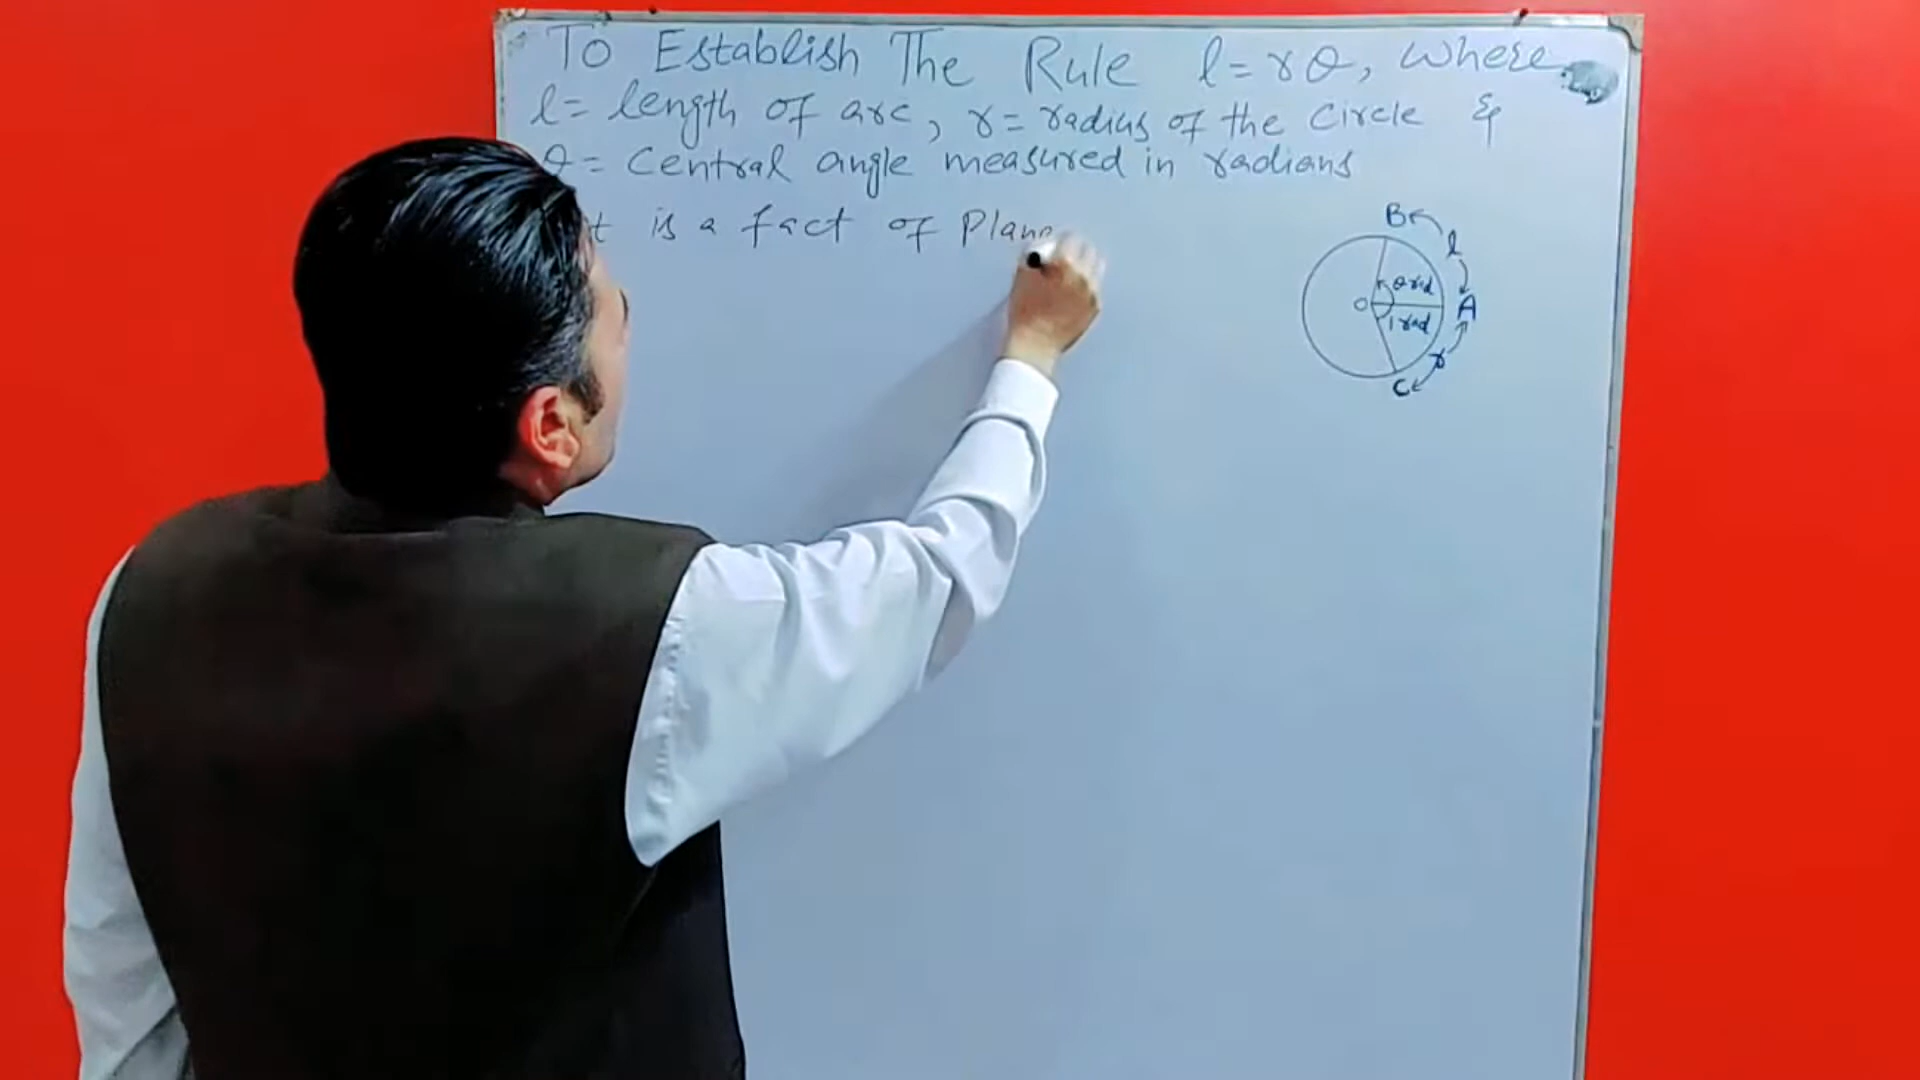 To Establish The Rule l = rθ, where
l = length of arc, r = radius of the circle &
θ = Central angle measured in radians
is a fact of Plane
B
l
θ rad
O
A
1 rad
r
C